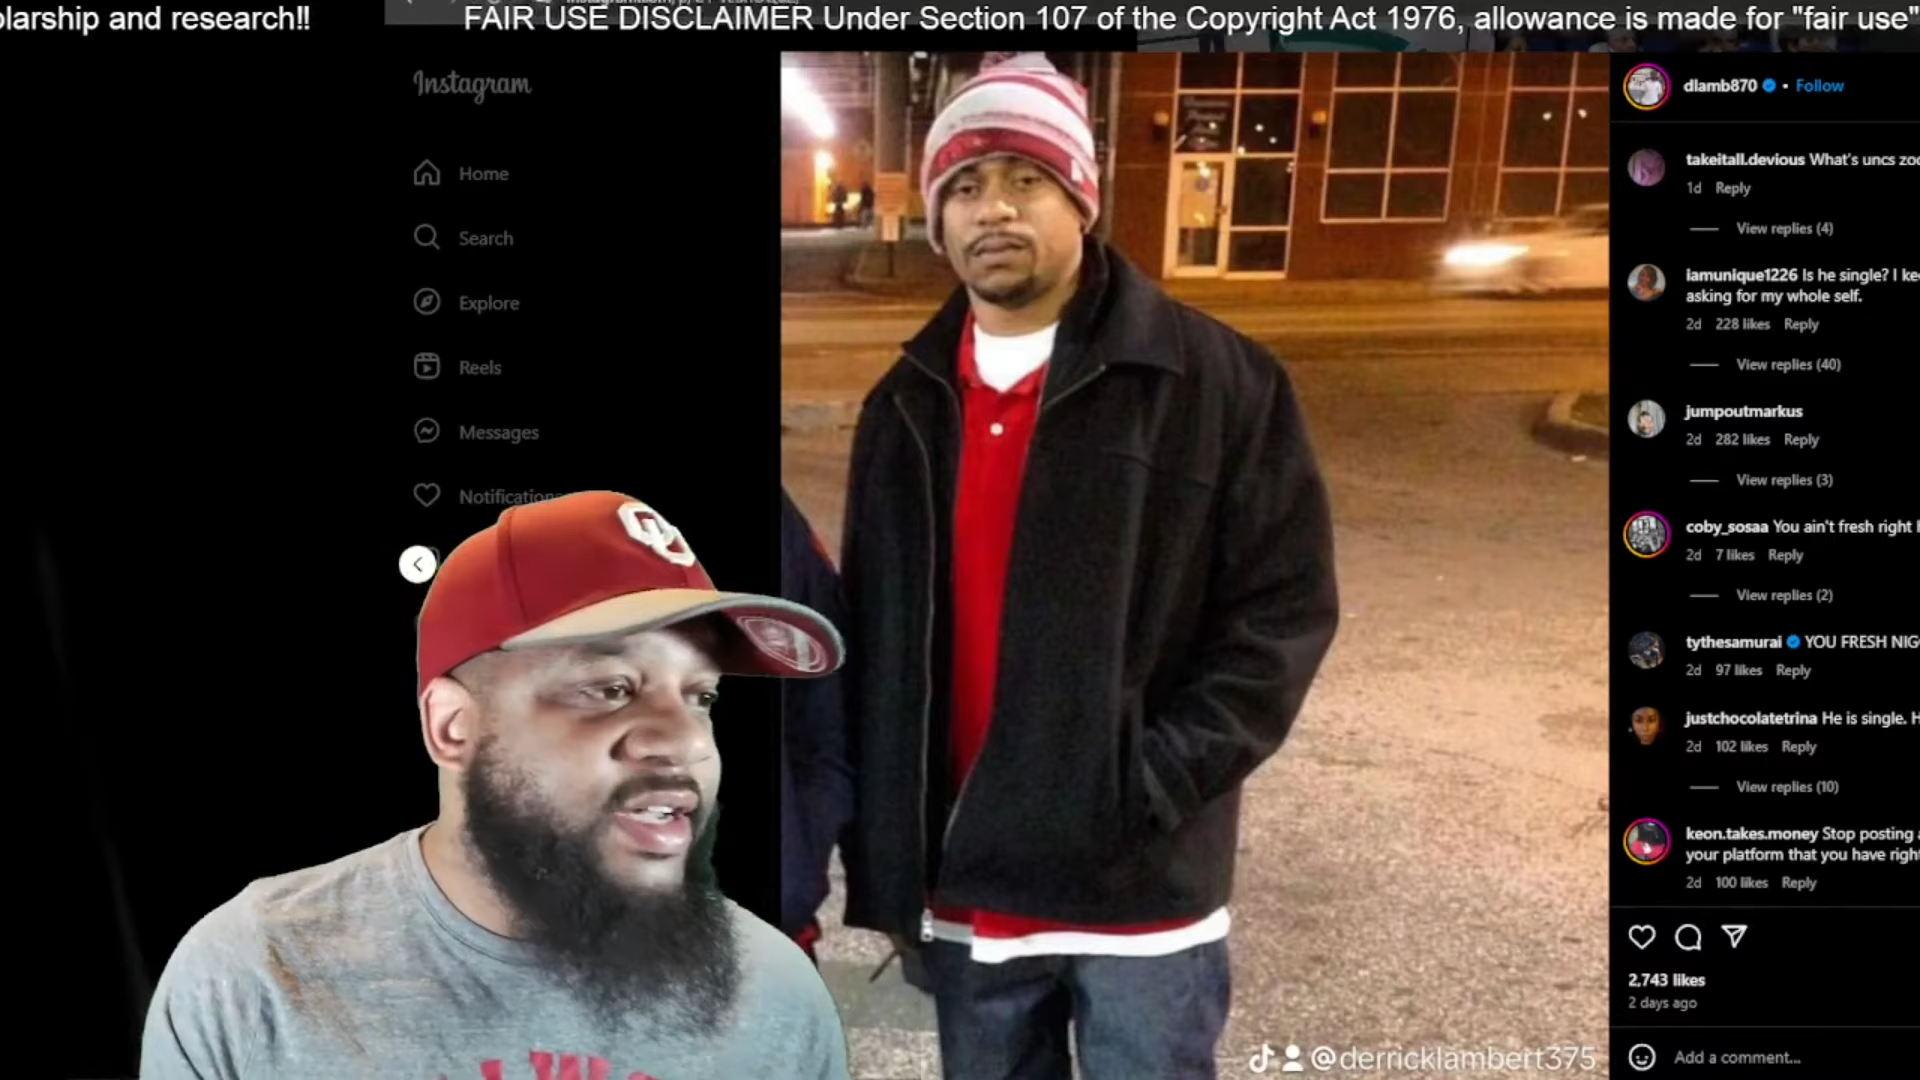 olarship and research!!
FAIR USE DISCLAIMER Under Section 107 of the Copyright Act 1976, allowance is made for "fair use"
Instagram
Home
Search
Explore
Reels
Messages
Notifications
dlamb870 • Follow
takeitall.devious What's uncs zo
1d Reply
View replies (4)
iamunique1226 Is he single? I ke
asking for my whole self.
2d 228 likes Reply
View replies (40)
jumpoutmarkus
2d 282 likes Reply
View replies (3)
coby_sosaa You ain't fresh right
2d 7 likes Reply
View replies (2)
tythesamurai YOU FRESH NIG
2d 97 likes Reply
justchocolatetrina He is single. H
2d 102 likes Reply
View replies (10)
keon.takes.money Stop posting
your platform that you have righ
2d 100 likes Reply
2,743 likes
2 days ago
Add a comment...
@derricklambert375
OU